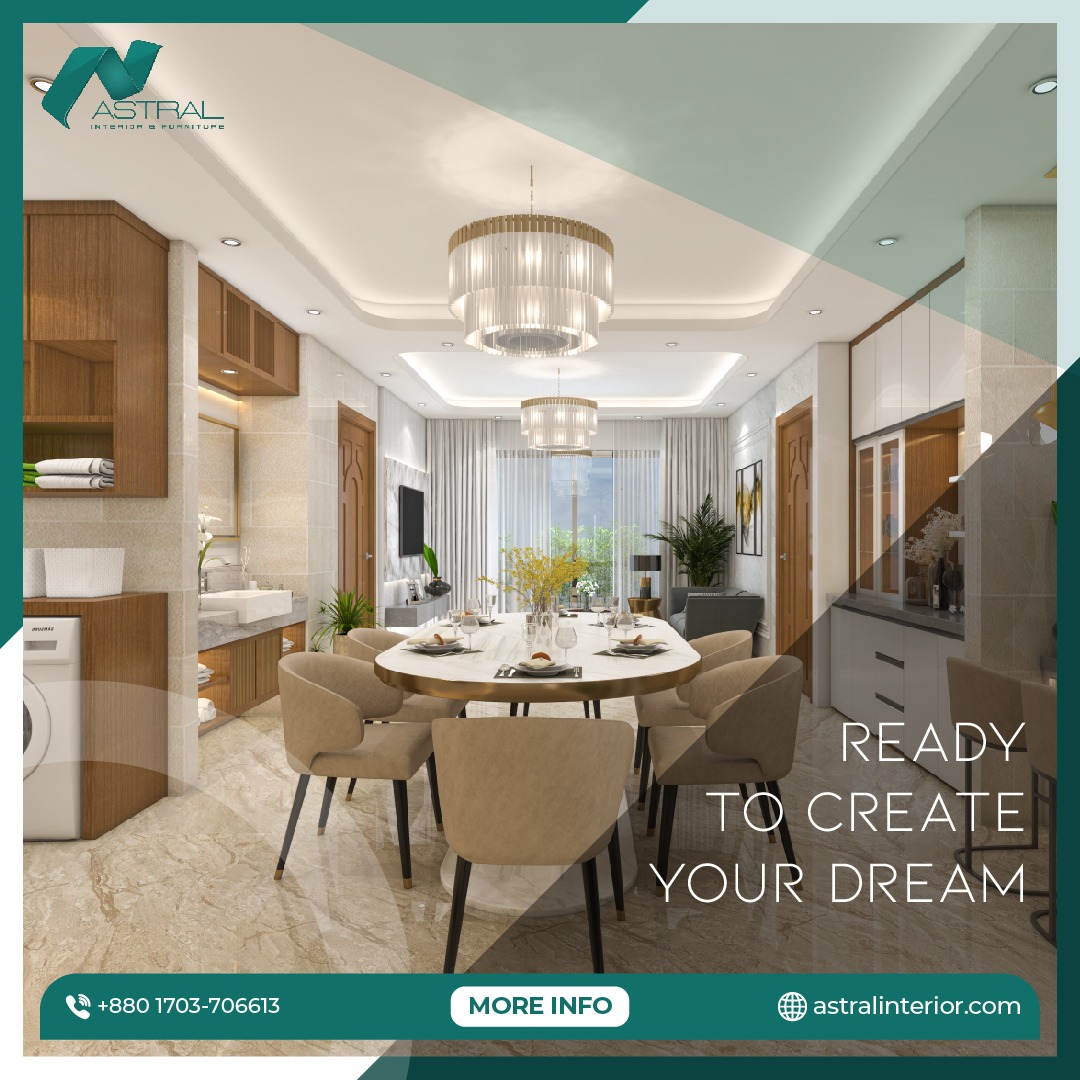 ASTRAL
INTERIOR & FURNITURE
READY
TO CREATE
YOUR DREAM
+880 1703-706613
MORE INFO
astralinterior.com